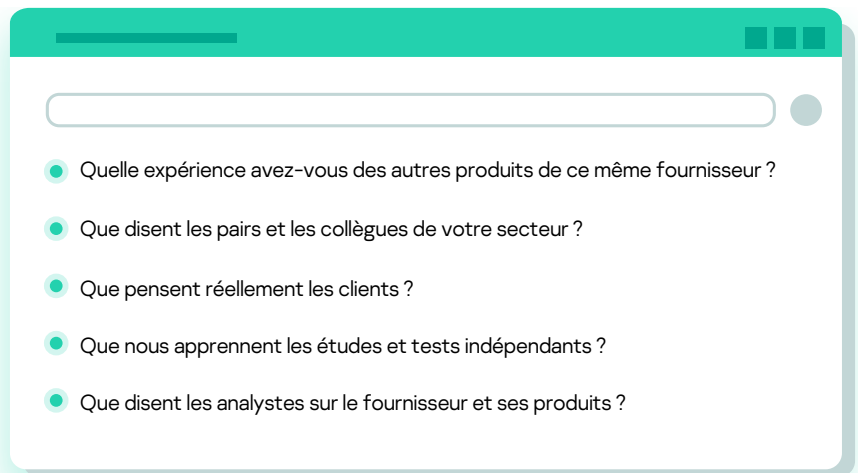 Quelle expérience avez-vous des autres produits de ce même fournisseur ?
Que disent les pairs et les collègues de votre secteur ?
Que pensent réellement les clients ?
Que nous apprennent les études et tests indépendants ?
Que disent les analystes sur le fournisseur et ses produits ?